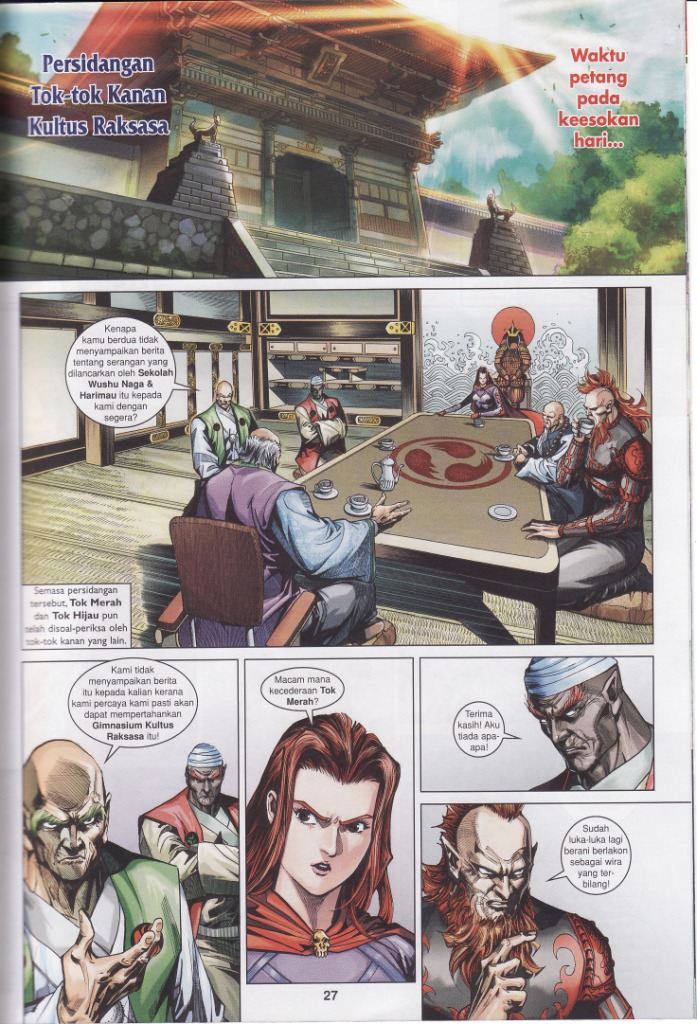 Persidangan
Tok-tok Kanan
Kultus Raksasa
Waktu
petang
pada
keesokan
hari...
Kenapa
kamu berdua tidak
menyampaikan berita
tentang serangan yang
dilancarkan oleh Sekolah
Wushu Naga &
Harimau itu kepada
kami dengan
segera?
Semasa persidangan
tersebut, Tok Merah
dan Tok Hijau pun
telah disoal-periksa oleh
tok-tok kanan yang lain.
Kami tidak
menyampaikan berita
itu kepada kalian kerana
kami percaya kami pasti akan
dapat mempertahankan
Gimnasium Kultus
Raksasa itu!
Macam mana
kecederaan Tok
Merah?
Terima
kasih! Aku
tiada apa-
apa!
Sudah
luka-luka lagi
berani berlakon
sebagai wira
yang ter-
bilang!
27